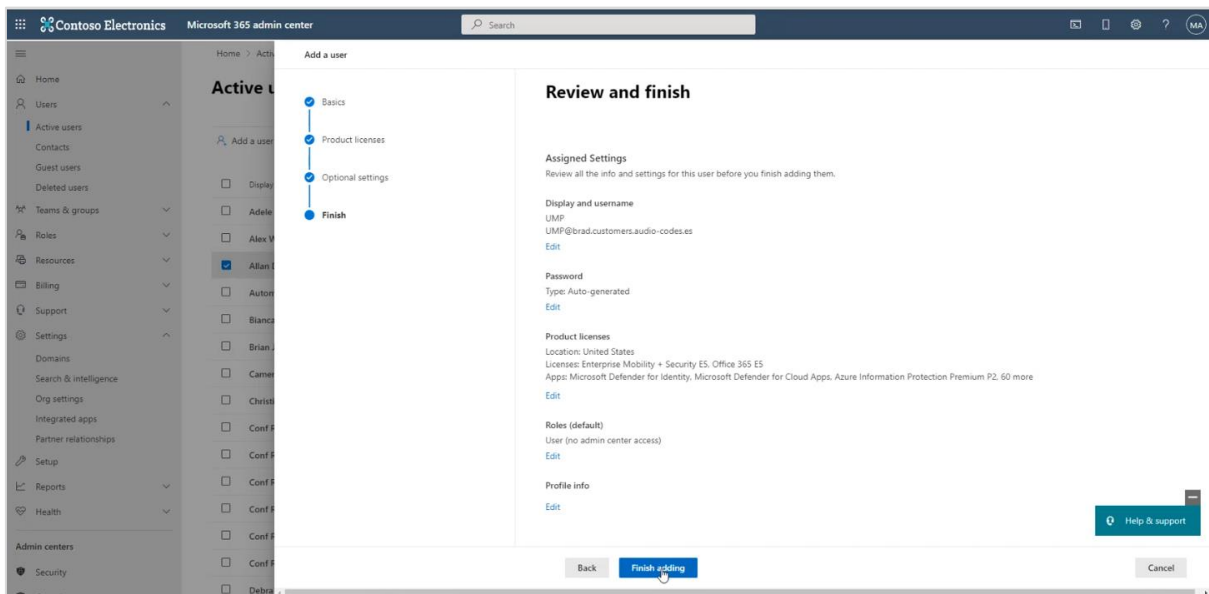 Contoso Electronics
Microsoft 365 admin center
Search
MA
Home
Users
Active users
Contacts
Guest users
Deleted users
Teams & groups
Roles
Resources
Billing
Support
Settings
Domains
Search & intelligence
Org settings
Integrated apps
Partner relationships
Setup
Reports
Health
Admin centers
Security
Home > Activ
Active u
Add a user
Display
Adele
Alex W
Allan D
Autom
Bianca
Brian J
Camer
Christi
Conf R
Conf R
Conf R
Conf R
Conf R
Conf R
Debra
Add a user
Basics
Product licenses
Optional settings
Finish
Review and finish
Assigned Settings
Review all the info and settings for this user before you finish adding them.
Display and username
UMP
UMP@brad.customers.audio-codes.es
Edit
Password
Type: Auto-generated
Edit
Product licenses
Location: United States
Licenses: Enterprise Mobility + Security E5, Office 365 E5
Apps: Microsoft Defender for Identity, Microsoft Defender for Cloud Apps, Azure Information Protection Premium P2, 60 more
Edit
Roles (default)
User (no admin center access)
Edit
Profile info
Edit
Help & support
Back
Finish adding
Cancel